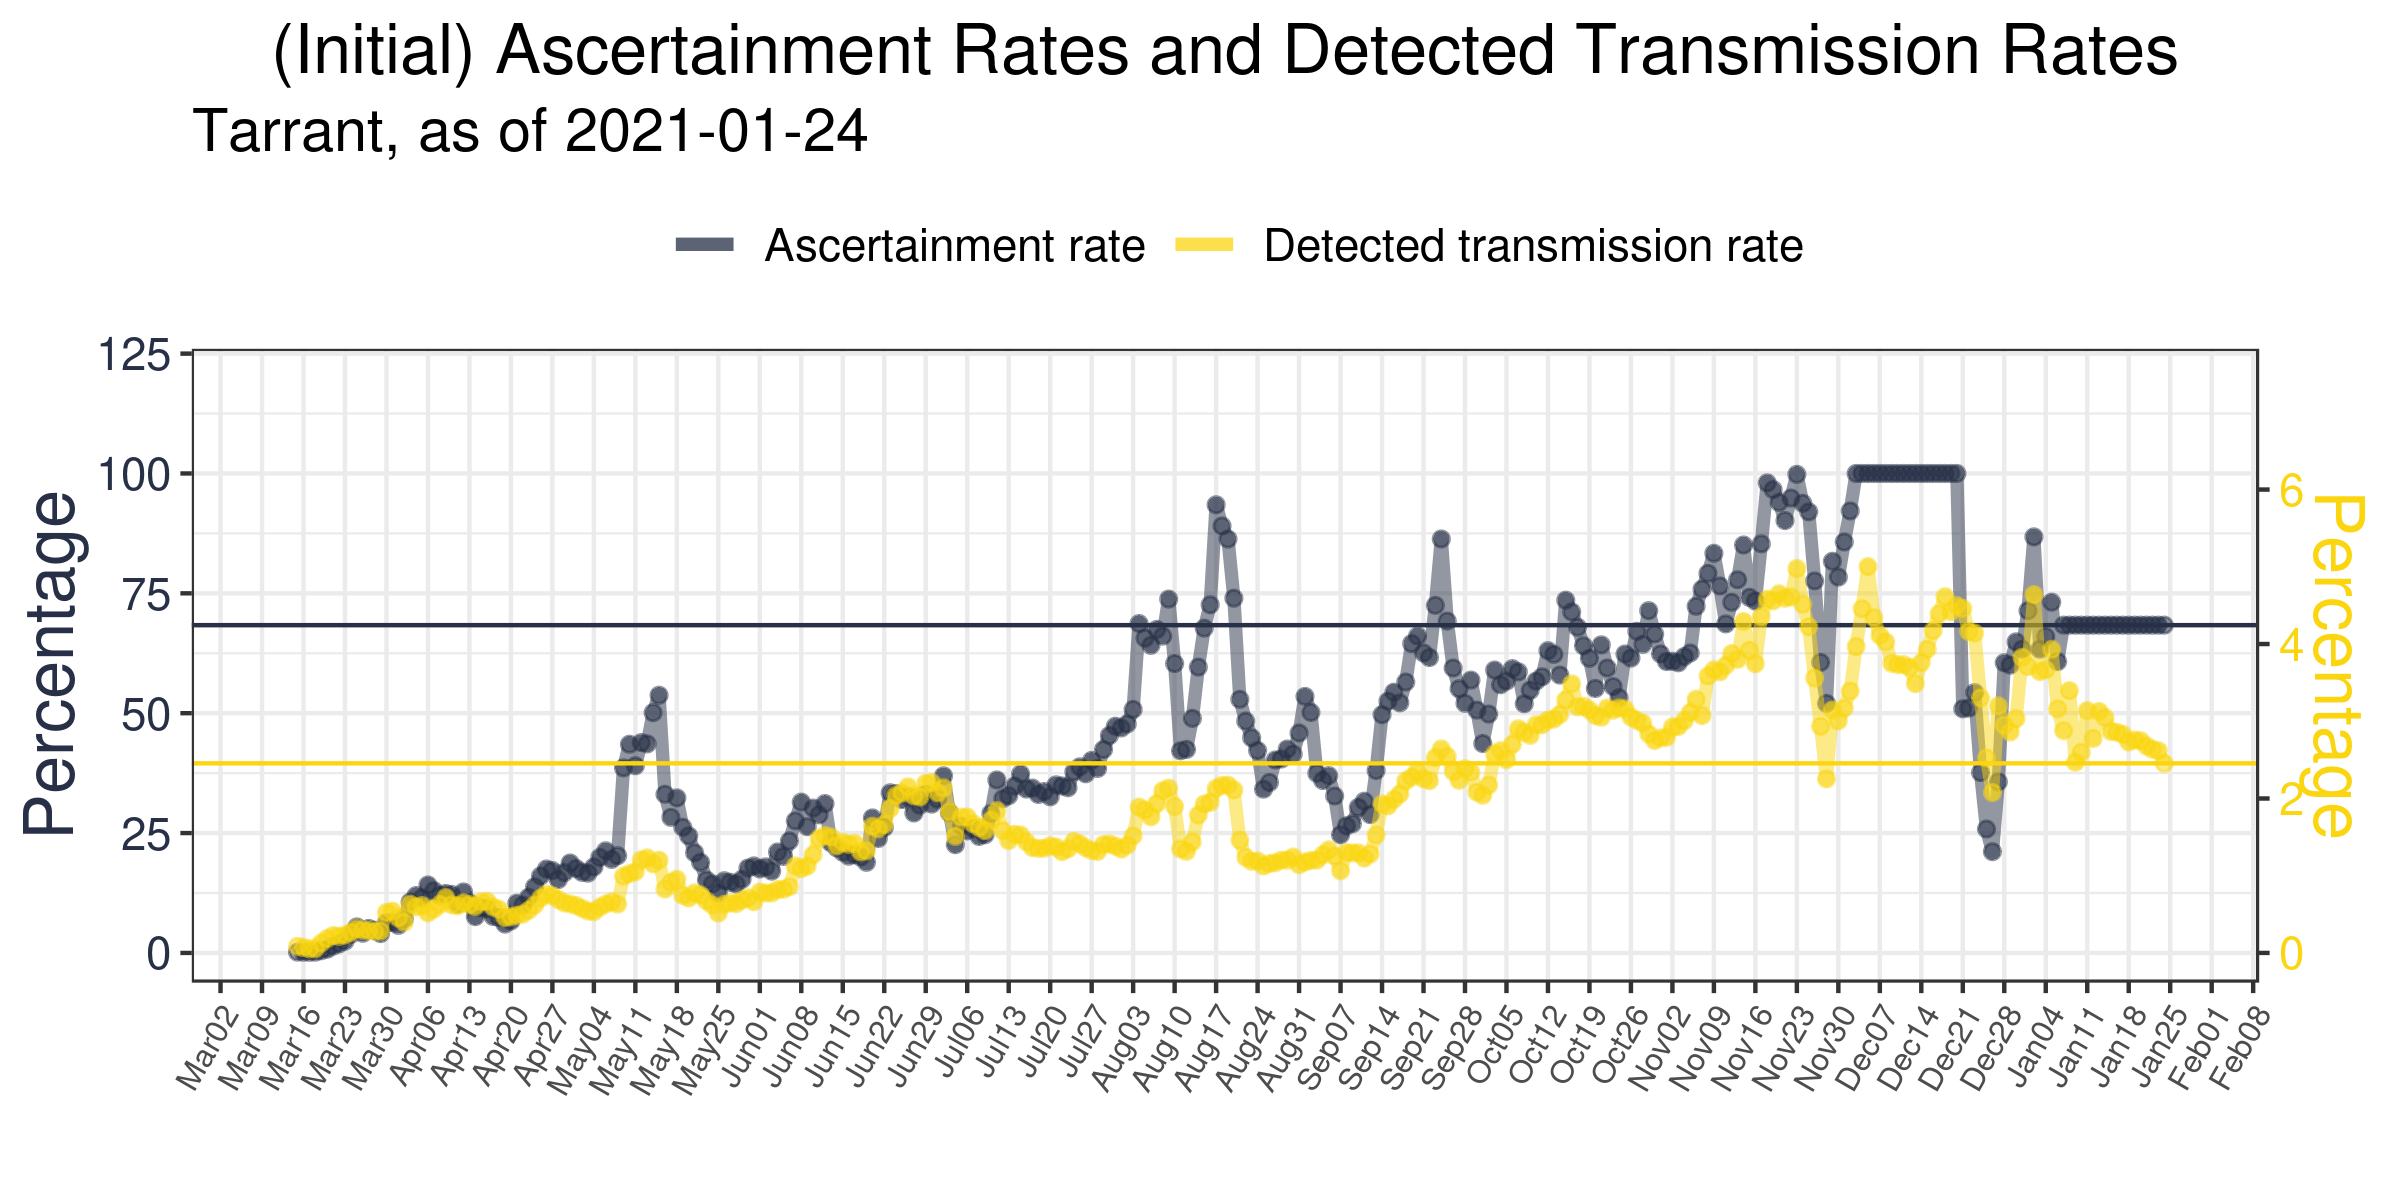 (Initial) Ascertainment Rates and Detected Transmission Rates
Tarrant, as of 2021-01-24
Ascertainment rate
Detected transmission rate
Percentage
125
100
75
50
25
0
6
4
2
0
Percentage
Mar02
Mar09
Mar16
Mar23
Mar30
Apr06
Apr13
Apr20
Apr27
May04
May11
May18
May25
Jun01
Jun08
Jun15
Jun22
Jun29
Jul06
Jul13
Jul20
Jul27
Aug03
Aug10
Aug17
Aug24
Aug31
Sep07
Sep14
Sep21
Sep28
Oct05
Oct12
Oct19
Oct26
Nov02
Nov09
Nov16
Nov23
Nov30
Dec07
Dec14
Dec21
Dec28
Jan04
Jan11
Jan18
Jan25
Feb01
Feb08